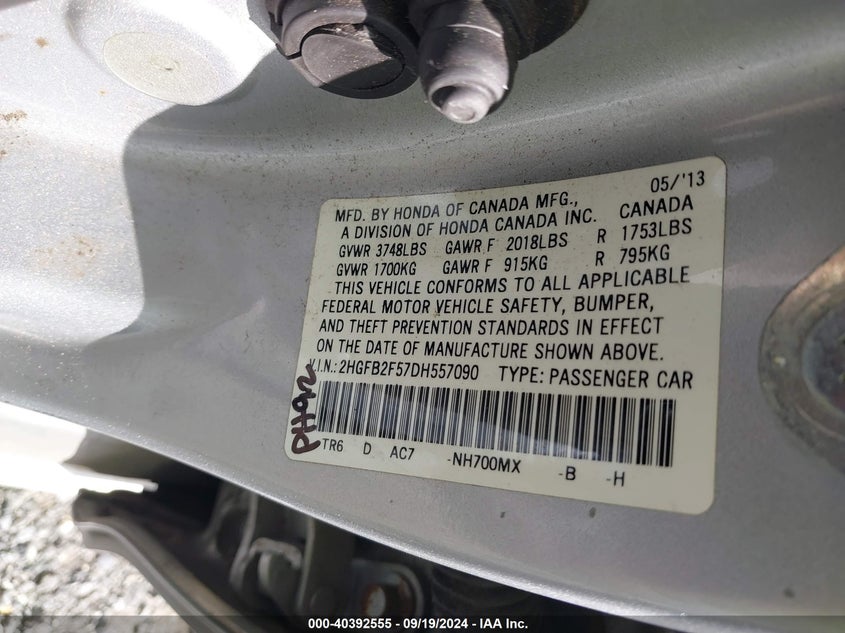 05/'13
MFD. BY HONDA OF CANADA MFG.,
A DIVISION OF HONDA CANADA INC. CANADA
GVWR 3748LBS GAWR F 2018LBS R 1753LBS
GVWR 1700KG GAWR F 915KG R 795KG
THIS VEHICLE CONFORMS TO ALL APPLICABLE
FEDERAL MOTOR VEHICLE SAFETY, BUMPER,
AND THEFT PREVENTION STANDARDS IN EFFECT
ON THE DATE OF MANUFACTURE SHOWN ABOVE.
V.I.N.: 2HGFB2F57DH557090 TYPE: PASSENGER CAR
PH92
TR6 D AC7 -NH700MX -B -H
000-40392555 - 09/19/2024 - IAA Inc.